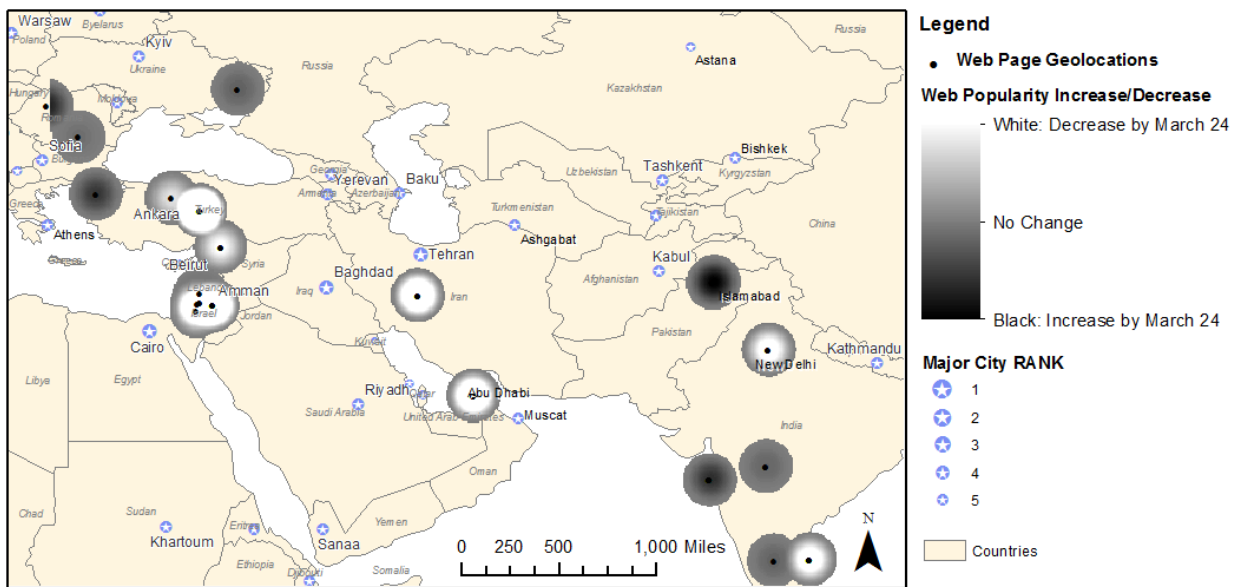 Warsaw
Byelarus
Poland
Kyiv
Ukraine
Russia
Russia
Astana
Kazakhstan
Hungary
Moldova
Sofia
Georgia
Yerevan
Armenia
Azerbaijan
Baku
Uzbekistan
Tashkent
Bishkek
Kyrgyzstan
Greece
Ankara
Turkey
Athens
Turkmenistan
Tajikistan
China
Ashgabat
Beirut
Syria
Tehran
Kabul
Baghdad
Afghanistan
Lebanon
Amman
Iraq
Iran
Islamabad
Israel
Jordan
Pakistan
Cairo
Kuwait
New Delhi
Kathmandu
Libya
Egypt
Riyadh
Qatar
Abu Dhabi
Saudi Arabia
United Arab Emirates
Muscat
India
Oman
Chad
Sudan
Eritrea
Yemen
Khartoum
Sanaa
Ethiopia
Djibouti
Somalia
0 250 500 1,000 Miles
N
Legend
Web Page Geolocations
Web Popularity Increase/Decrease
White: Decrease by March 24
No Change
Black: Increase by March 24
Major City RANK
1
2
3
4
5
Countries